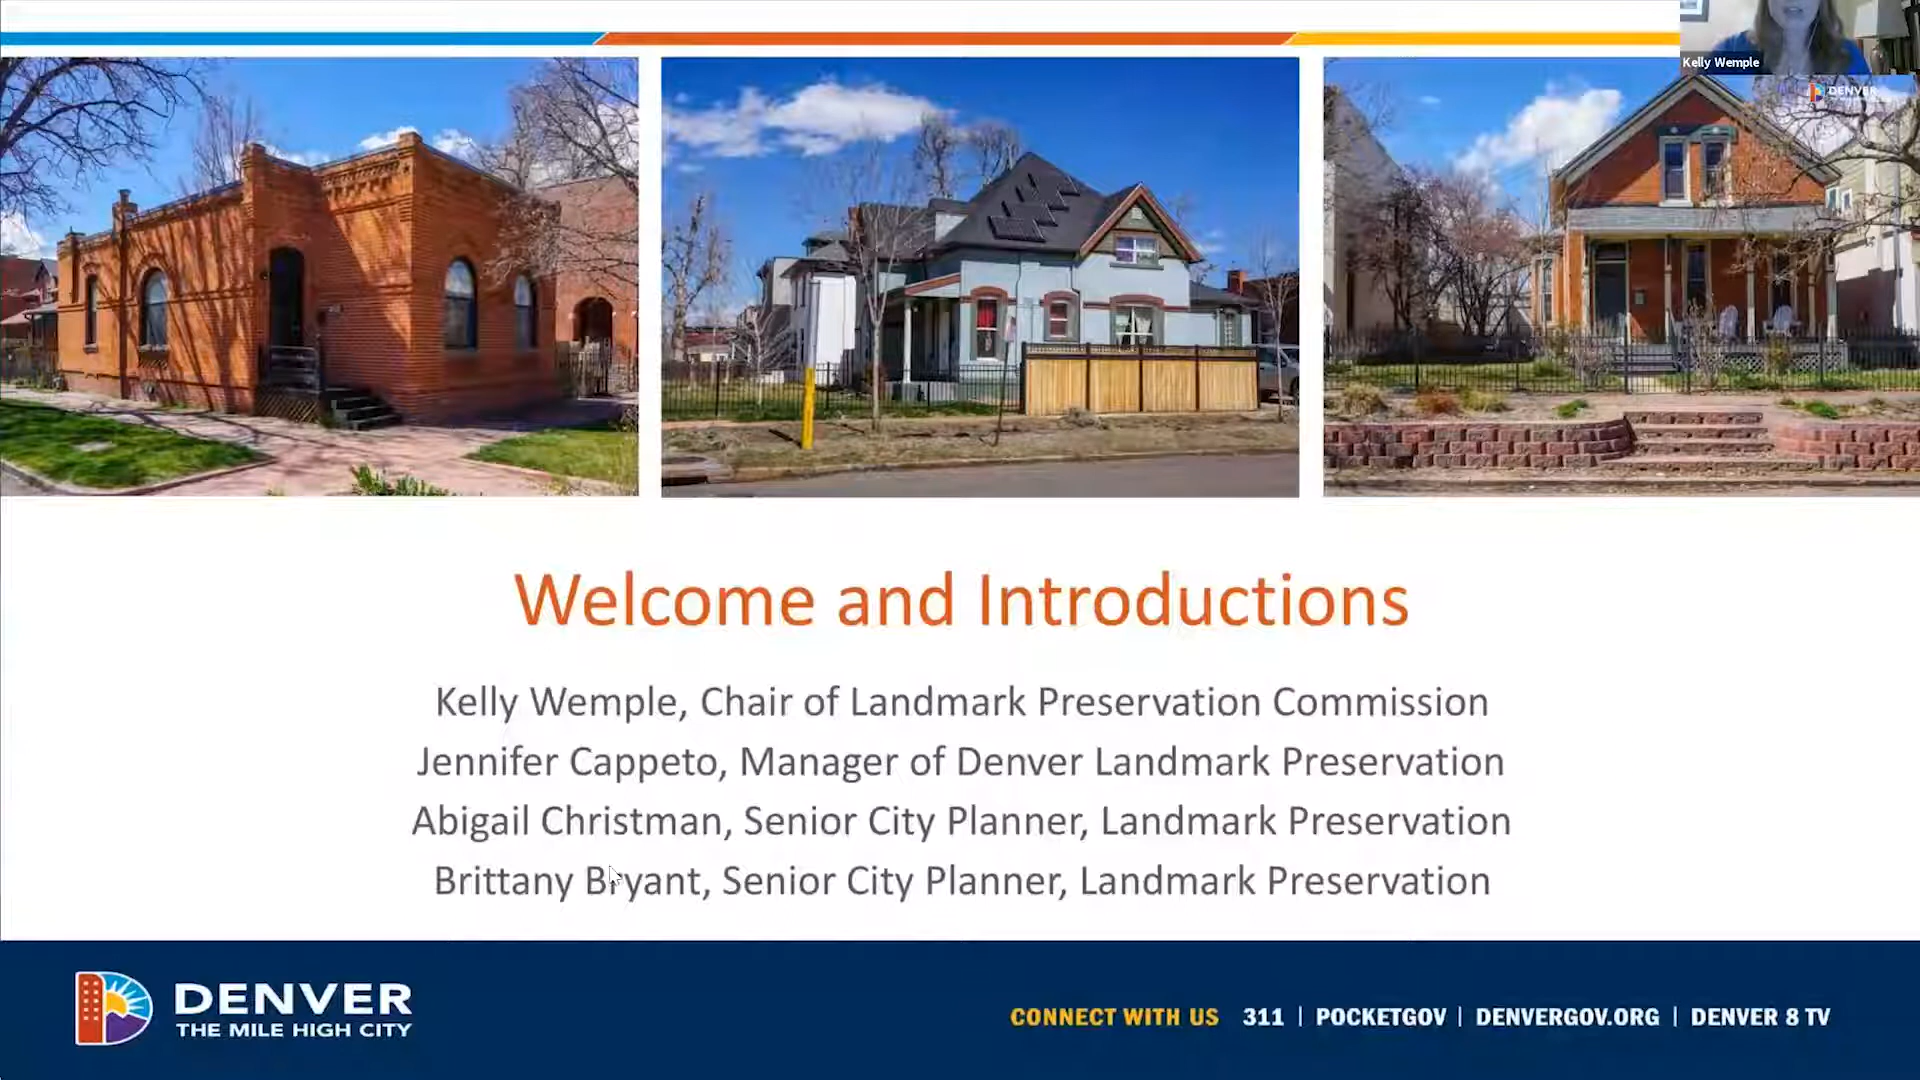 Kelly Wemple
DENVER
Welcome and Introductions
Kelly Wemple, Chair of Landmark Preservation Commission
Jennifer Cappeto, Manager of Denver Landmark Preservation
Abigail Christman, Senior City Planner, Landmark Preservation
Brittany Bryant, Senior City Planner, Landmark Preservation
DENVER
THE MILE HIGH CITY
CONNECT WITH US 311 | POCKETGOV | DENVERGOV.ORG | DENVER 8 TV